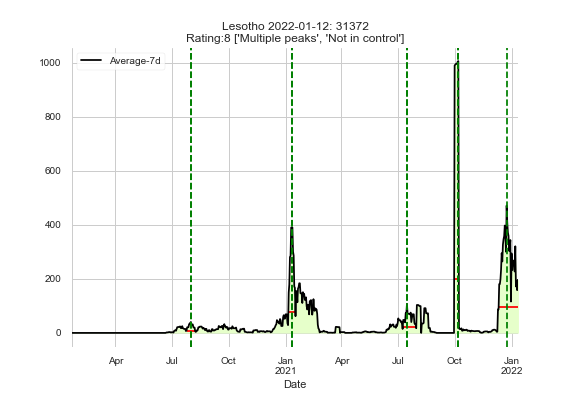 Lesotho 2022-01-12: 31372
Rating:8 ['Multiple peaks', 'Not in control']
Average-7d
1000
800
600
400
200
0
Apr
Jul
Oct
Jan
2021
Apr
Jul
Oct
Jan
2022
Date